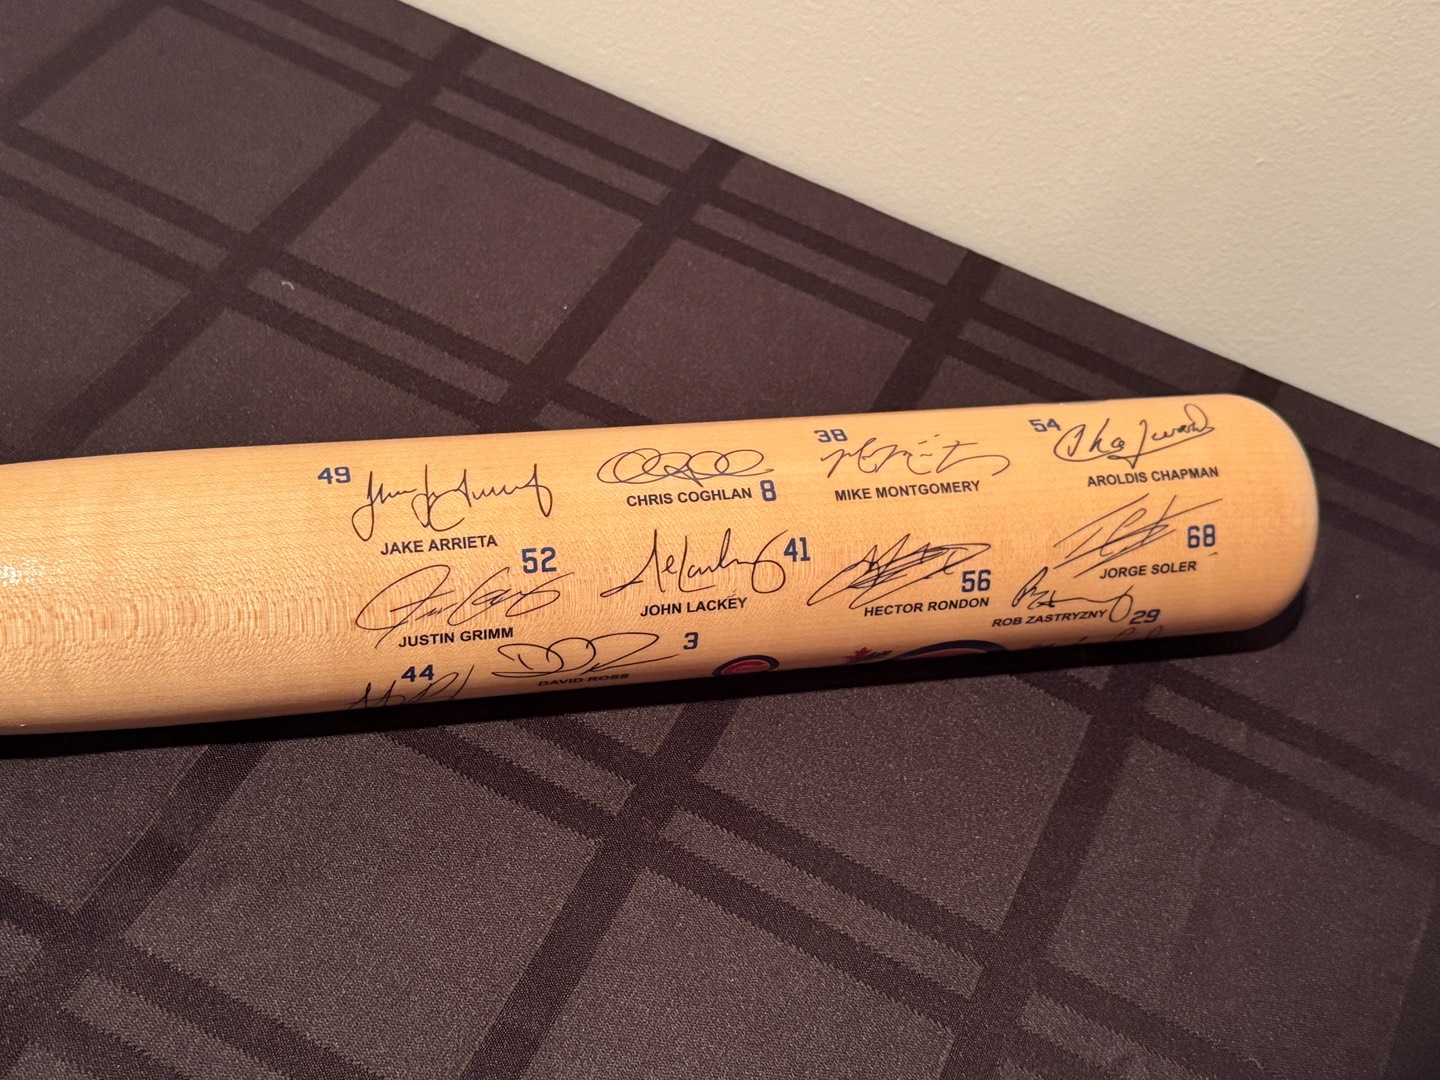 49
JAKE ARRIETA
CHRIS COGHLAN 8
38
MIKE MONTGOMERY
54
AROLDIS CHAPMAN
52
JUSTIN GRIMM
41
JOHN LACKEY
56
HECTOR RONDON
68
JORGE SOLER
ROB ZASTRYZNY 29
44
3
DAVID ROSS